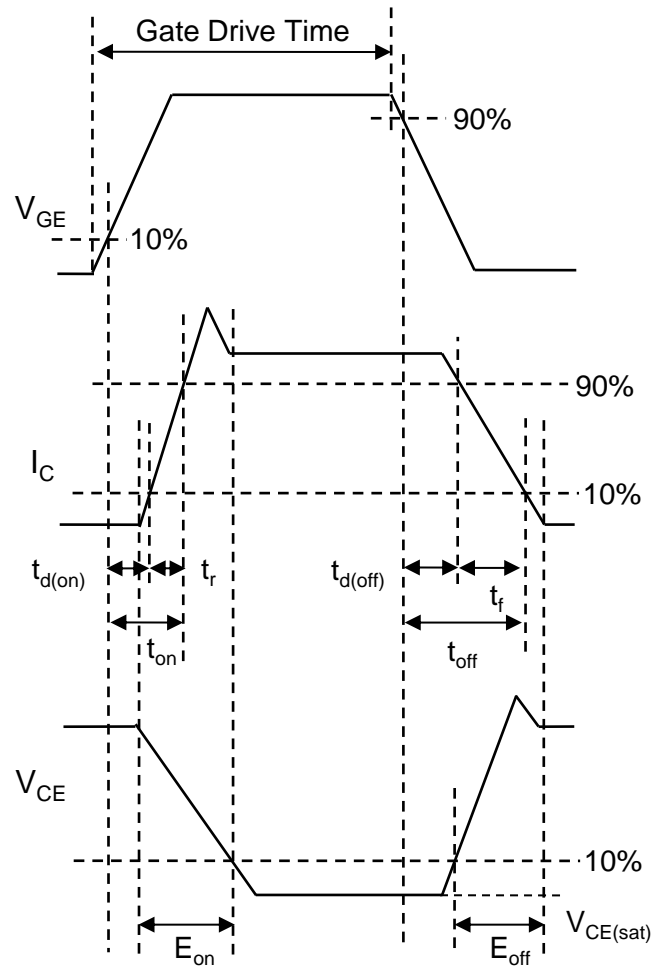 Gate Drive Time
90%
V_GE
10%
90%
I_C
10%
t_d(on)
t_r
t_d(off)
t_f
t_on
t_off
V_CE
10%
V_CE(sat)
E_on
E_off